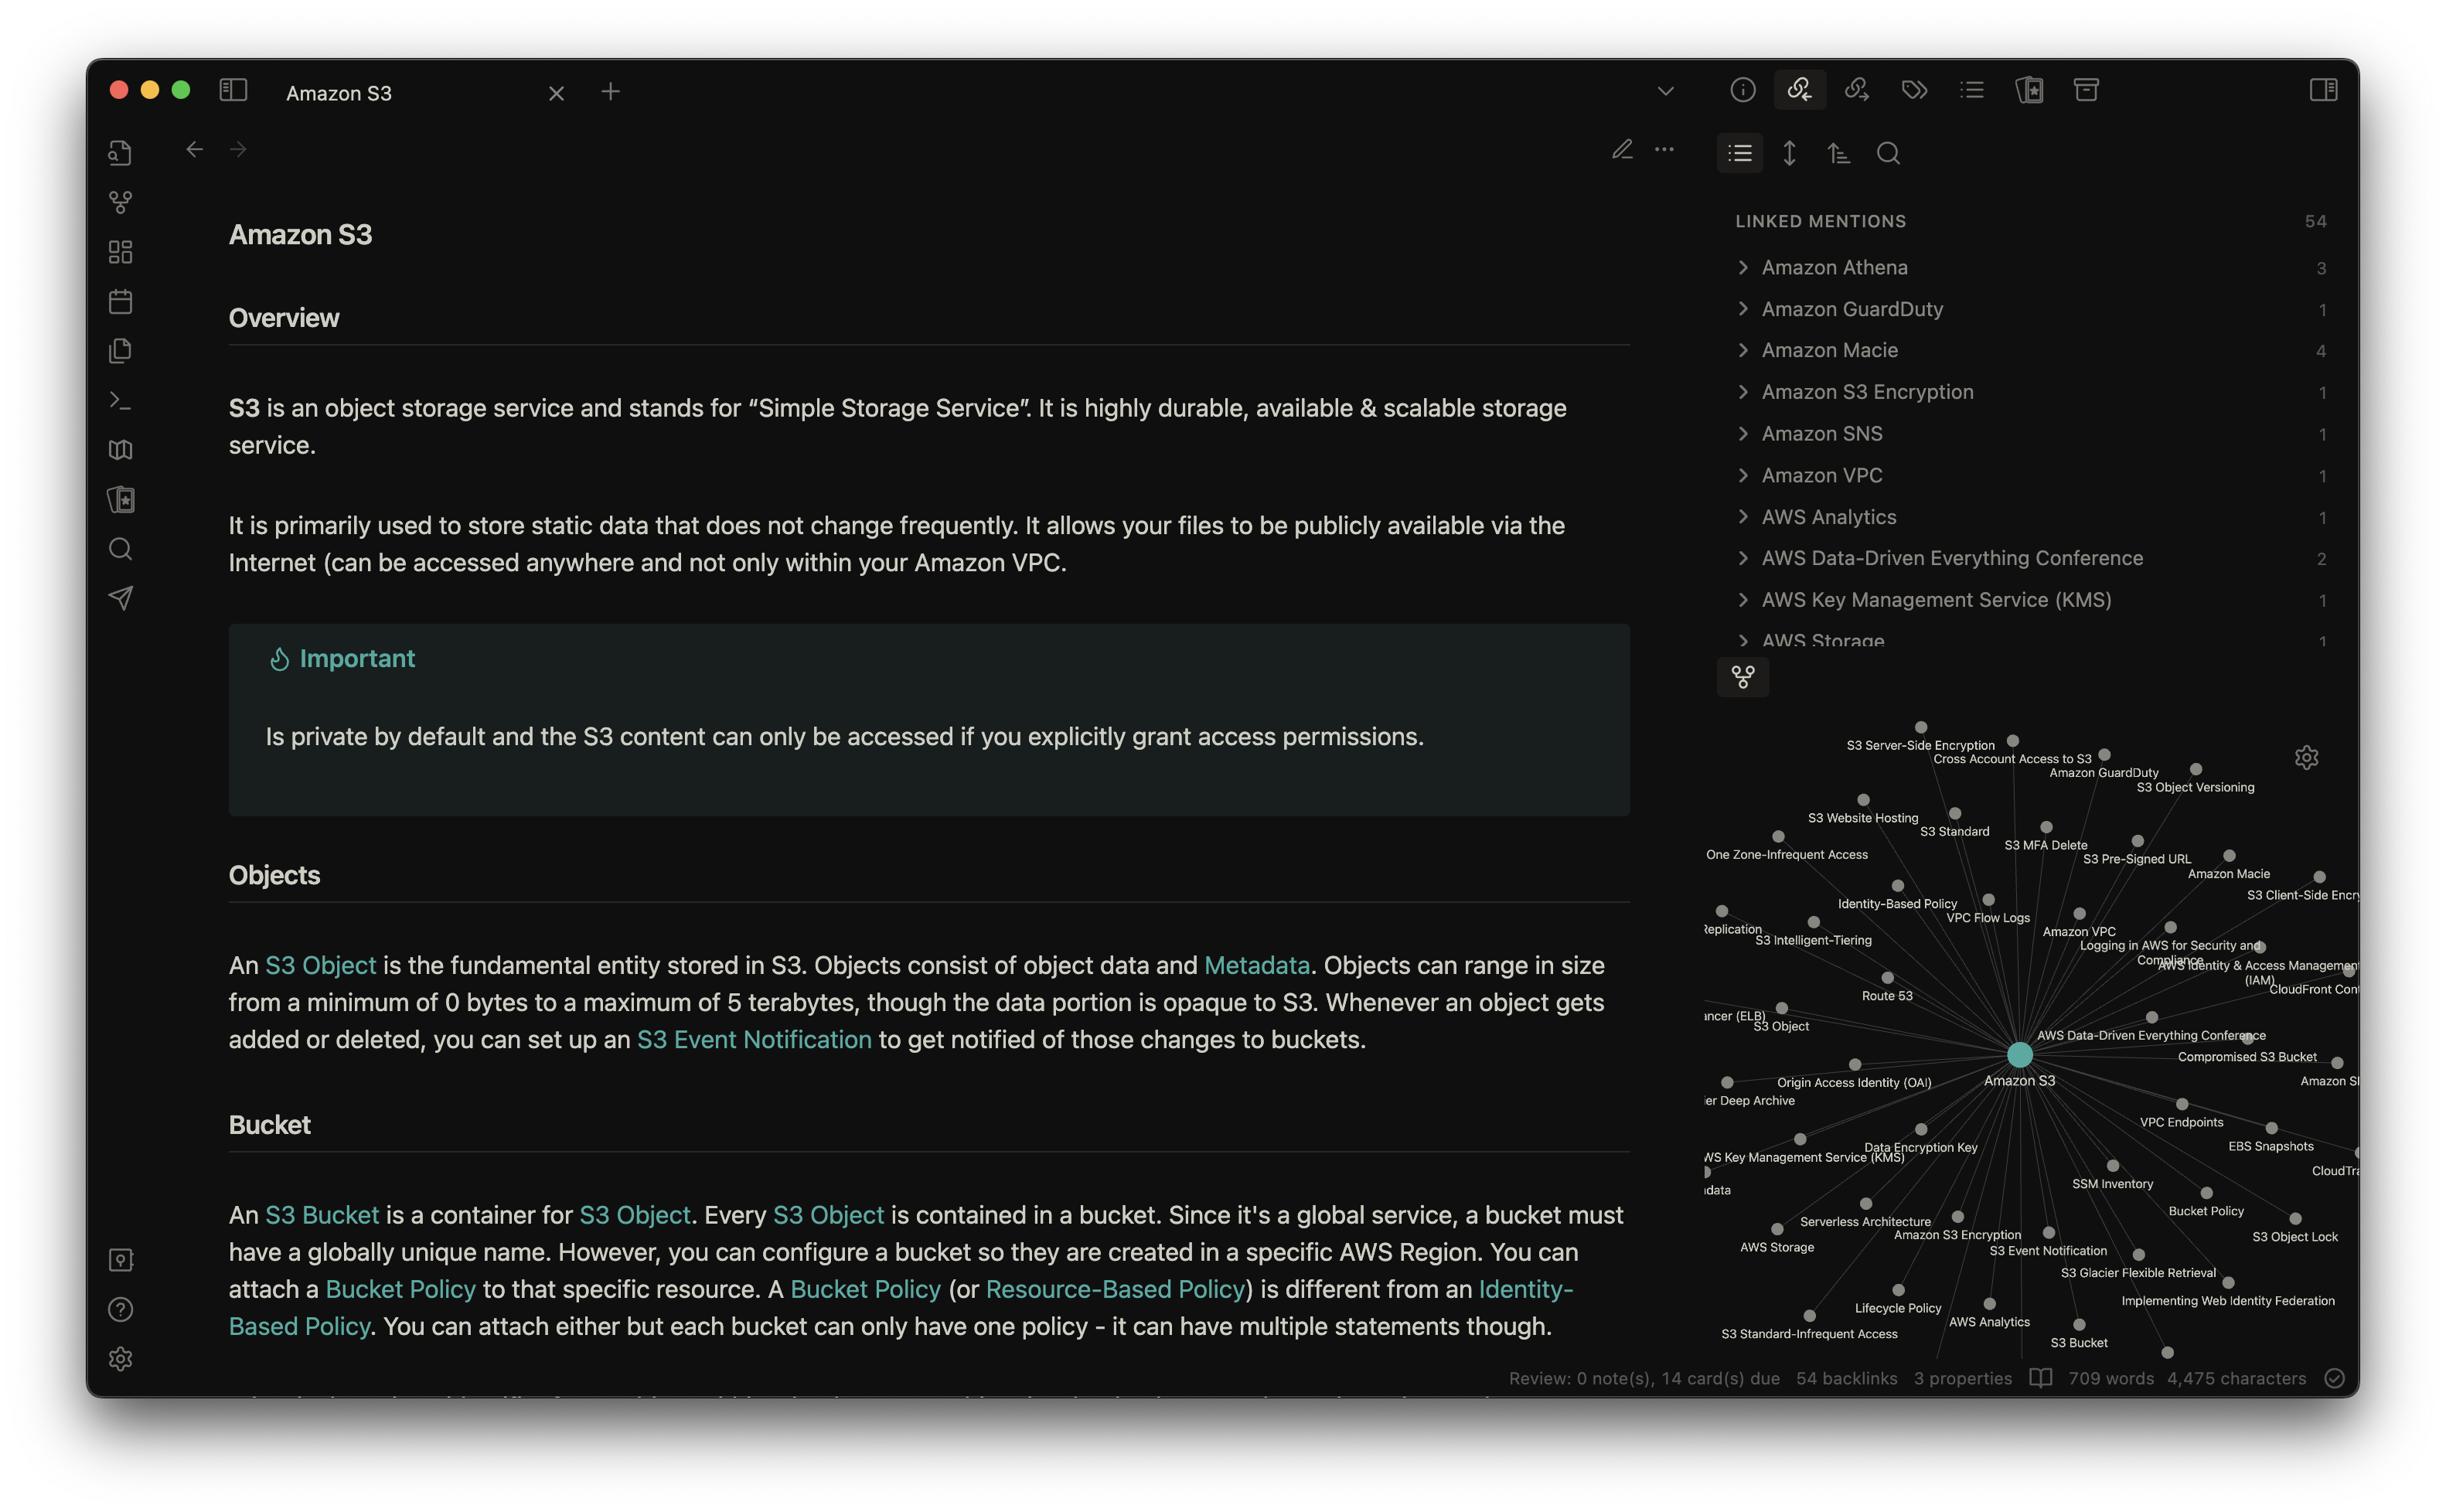 Amazon S3
Amazon S3
Overview
S3 is an object storage service and stands for “Simple Storage Service”. It is highly durable, available & scalable storage
service.
It is primarily used to store static data that does not change frequently. It allows your files to be publicly available via the
Internet (can be accessed anywhere and not only within your Amazon VPC.
Important
Is private by default and the S3 content can only be accessed if you explicitly grant access permissions.
Objects
An S3 Object is the fundamental entity stored in S3. Objects consist of object data and Metadata. Objects can range in size
from a minimum of 0 bytes to a maximum of 5 terabytes, though the data portion is opaque to S3. Whenever an object gets
added or deleted, you can set up an S3 Event Notification to get notified of those changes to buckets.
Bucket
An S3 Bucket is a container for S3 Object. Every S3 Object is contained in a bucket. Since it's a global service, a bucket must
have a globally unique name. However, you can configure a bucket so they are created in a specific AWS Region. You can
attach a Bucket Policy to that specific resource. A Bucket Policy (or Resource-Based Policy) is different from an Identity-
Based Policy. You can attach either but each bucket can only have one policy - it can have multiple statements though.
LINKED MENTIONS 54
Amazon Athena 3
Amazon GuardDuty 1
Amazon Macie 4
Amazon S3 Encryption 1
Amazon SNS 1
Amazon VPC 1
AWS Analytics 1
AWS Data-Driven Everything Conference 2
AWS Key Management Service (KMS) 1
AWS Storage 1
S3 Server-Side Encryption
Cross Account Access to S3
Amazon GuardDuty
S3 Object Versioning
S3 Website Hosting
S3 Standard
S3 MFA Delete
One Zone-Infrequent Access
S3 Pre-Signed URL
Amazon Macie
S3 Client-Side Encry
Identity-Based Policy
VPC Flow Logs
Replication
S3 Intelligent-Tiering
Amazon VPC
Logging in AWS for Security and
Compliance
AWS Identity & Access Management
(IAM)
CloudFront Con
Route 53
ancer (ELB)
S3 Object
AWS Data-Driven Everything Conference
Compromised S3 Bucket
Amazon S3
Origin Access Identity (OAI)
Amazon S
er Deep Archive
VPC Endpoints
Data Encryption Key
EBS Snapshots
WS Key Management Service (KMS)
CloudTra
SSM Inventory
adata
Bucket Policy
Serverless Architecture
Amazon S3 Encryption
S3 Object Lock
AWS Storage
S3 Event Notification
S3 Glacier Flexible Retrieval
Implementing Web Identity Federation
Lifecycle Policy
AWS Analytics
S3 Standard-Infrequent Access
S3 Bucket
Review: 0 note(s), 14 card(s) due 54 backlinks 3 properties 709 words 4,475 characters